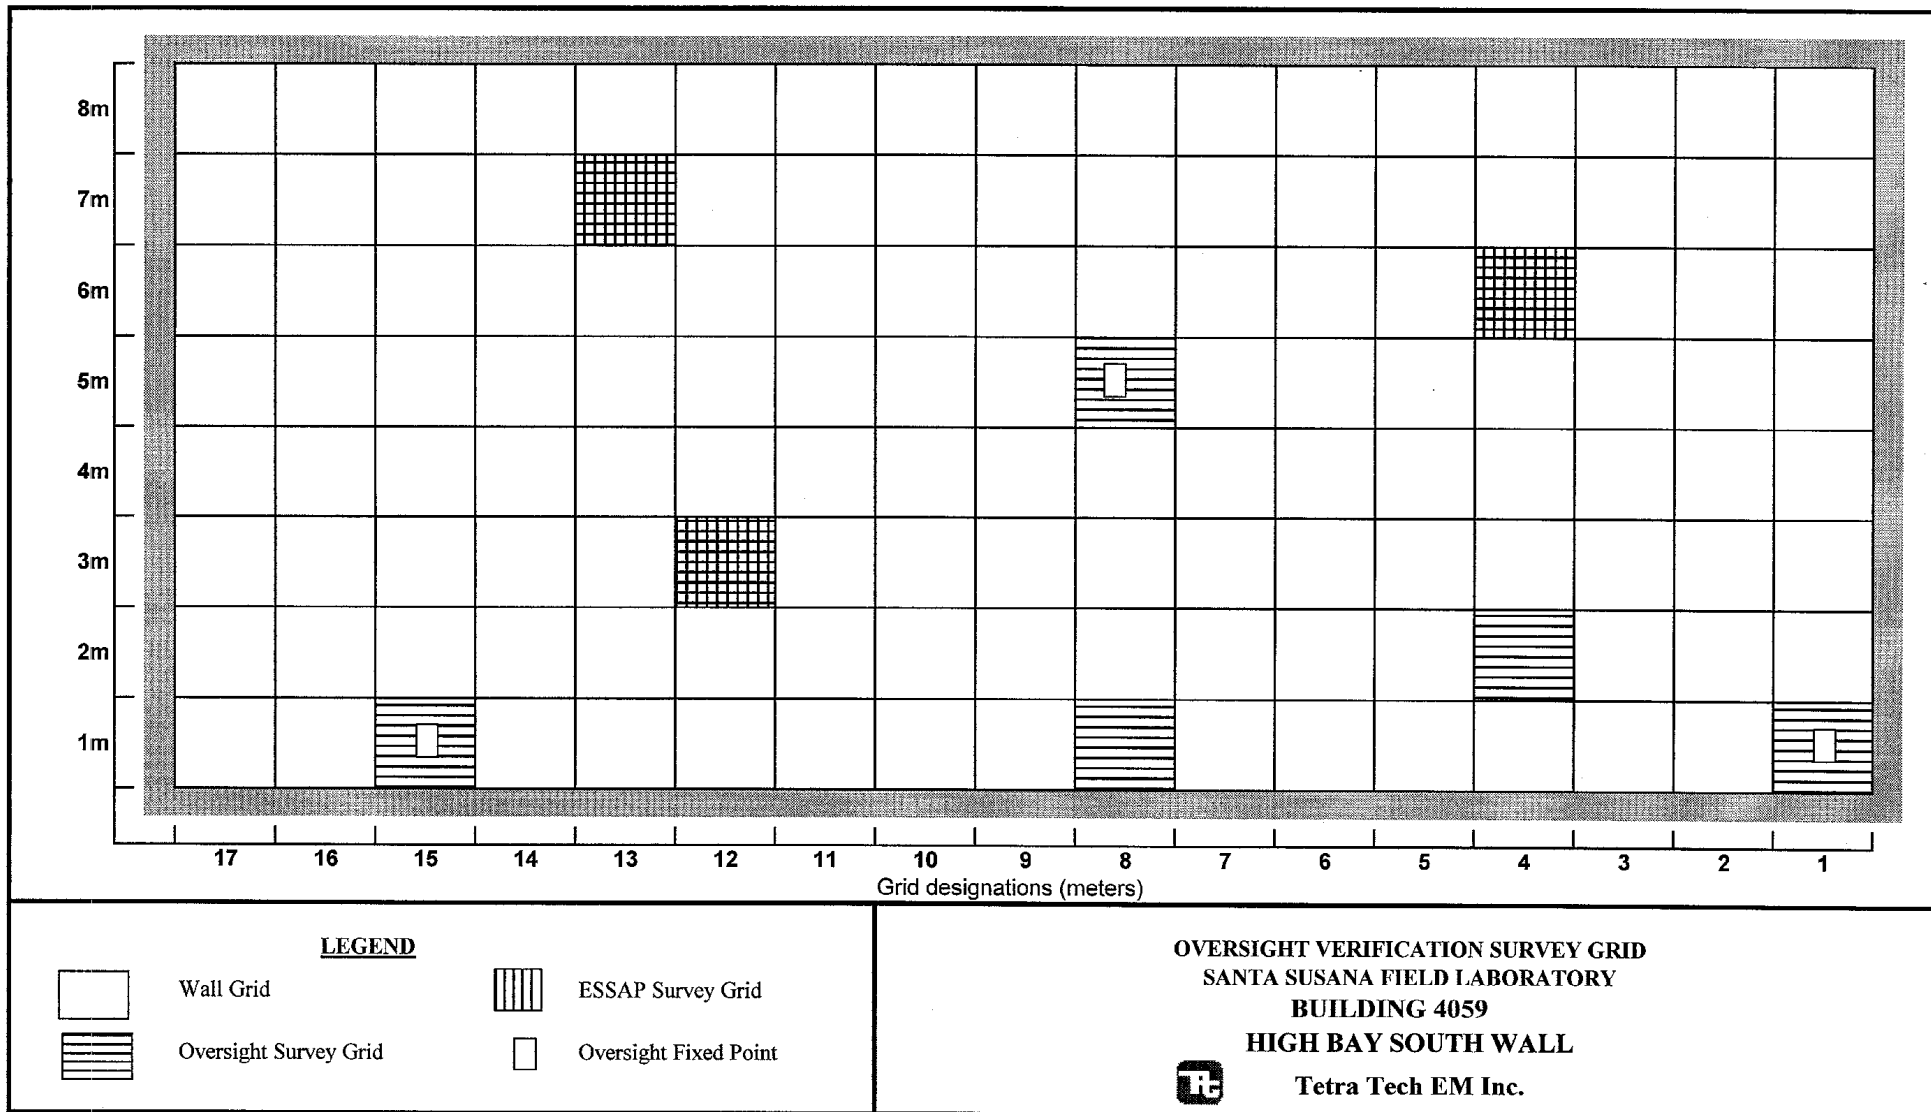 8m
7m
6m
5m
4m
3m
2m
1m
17 16 15 14 13 12 11 10 9 8 7 6 5 4 3 2 1
Grid designations (meters)
LEGEND
Wall Grid
ESSAP Survey Grid
Oversight Survey Grid
Oversight Fixed Point
OVERSIGHT VERIFICATION SURVEY GRID
SANTA SUSANA FIELD LABORATORY
BUILDING 4059
HIGH BAY SOUTH WALL
Tt Tetra Tech EM Inc.